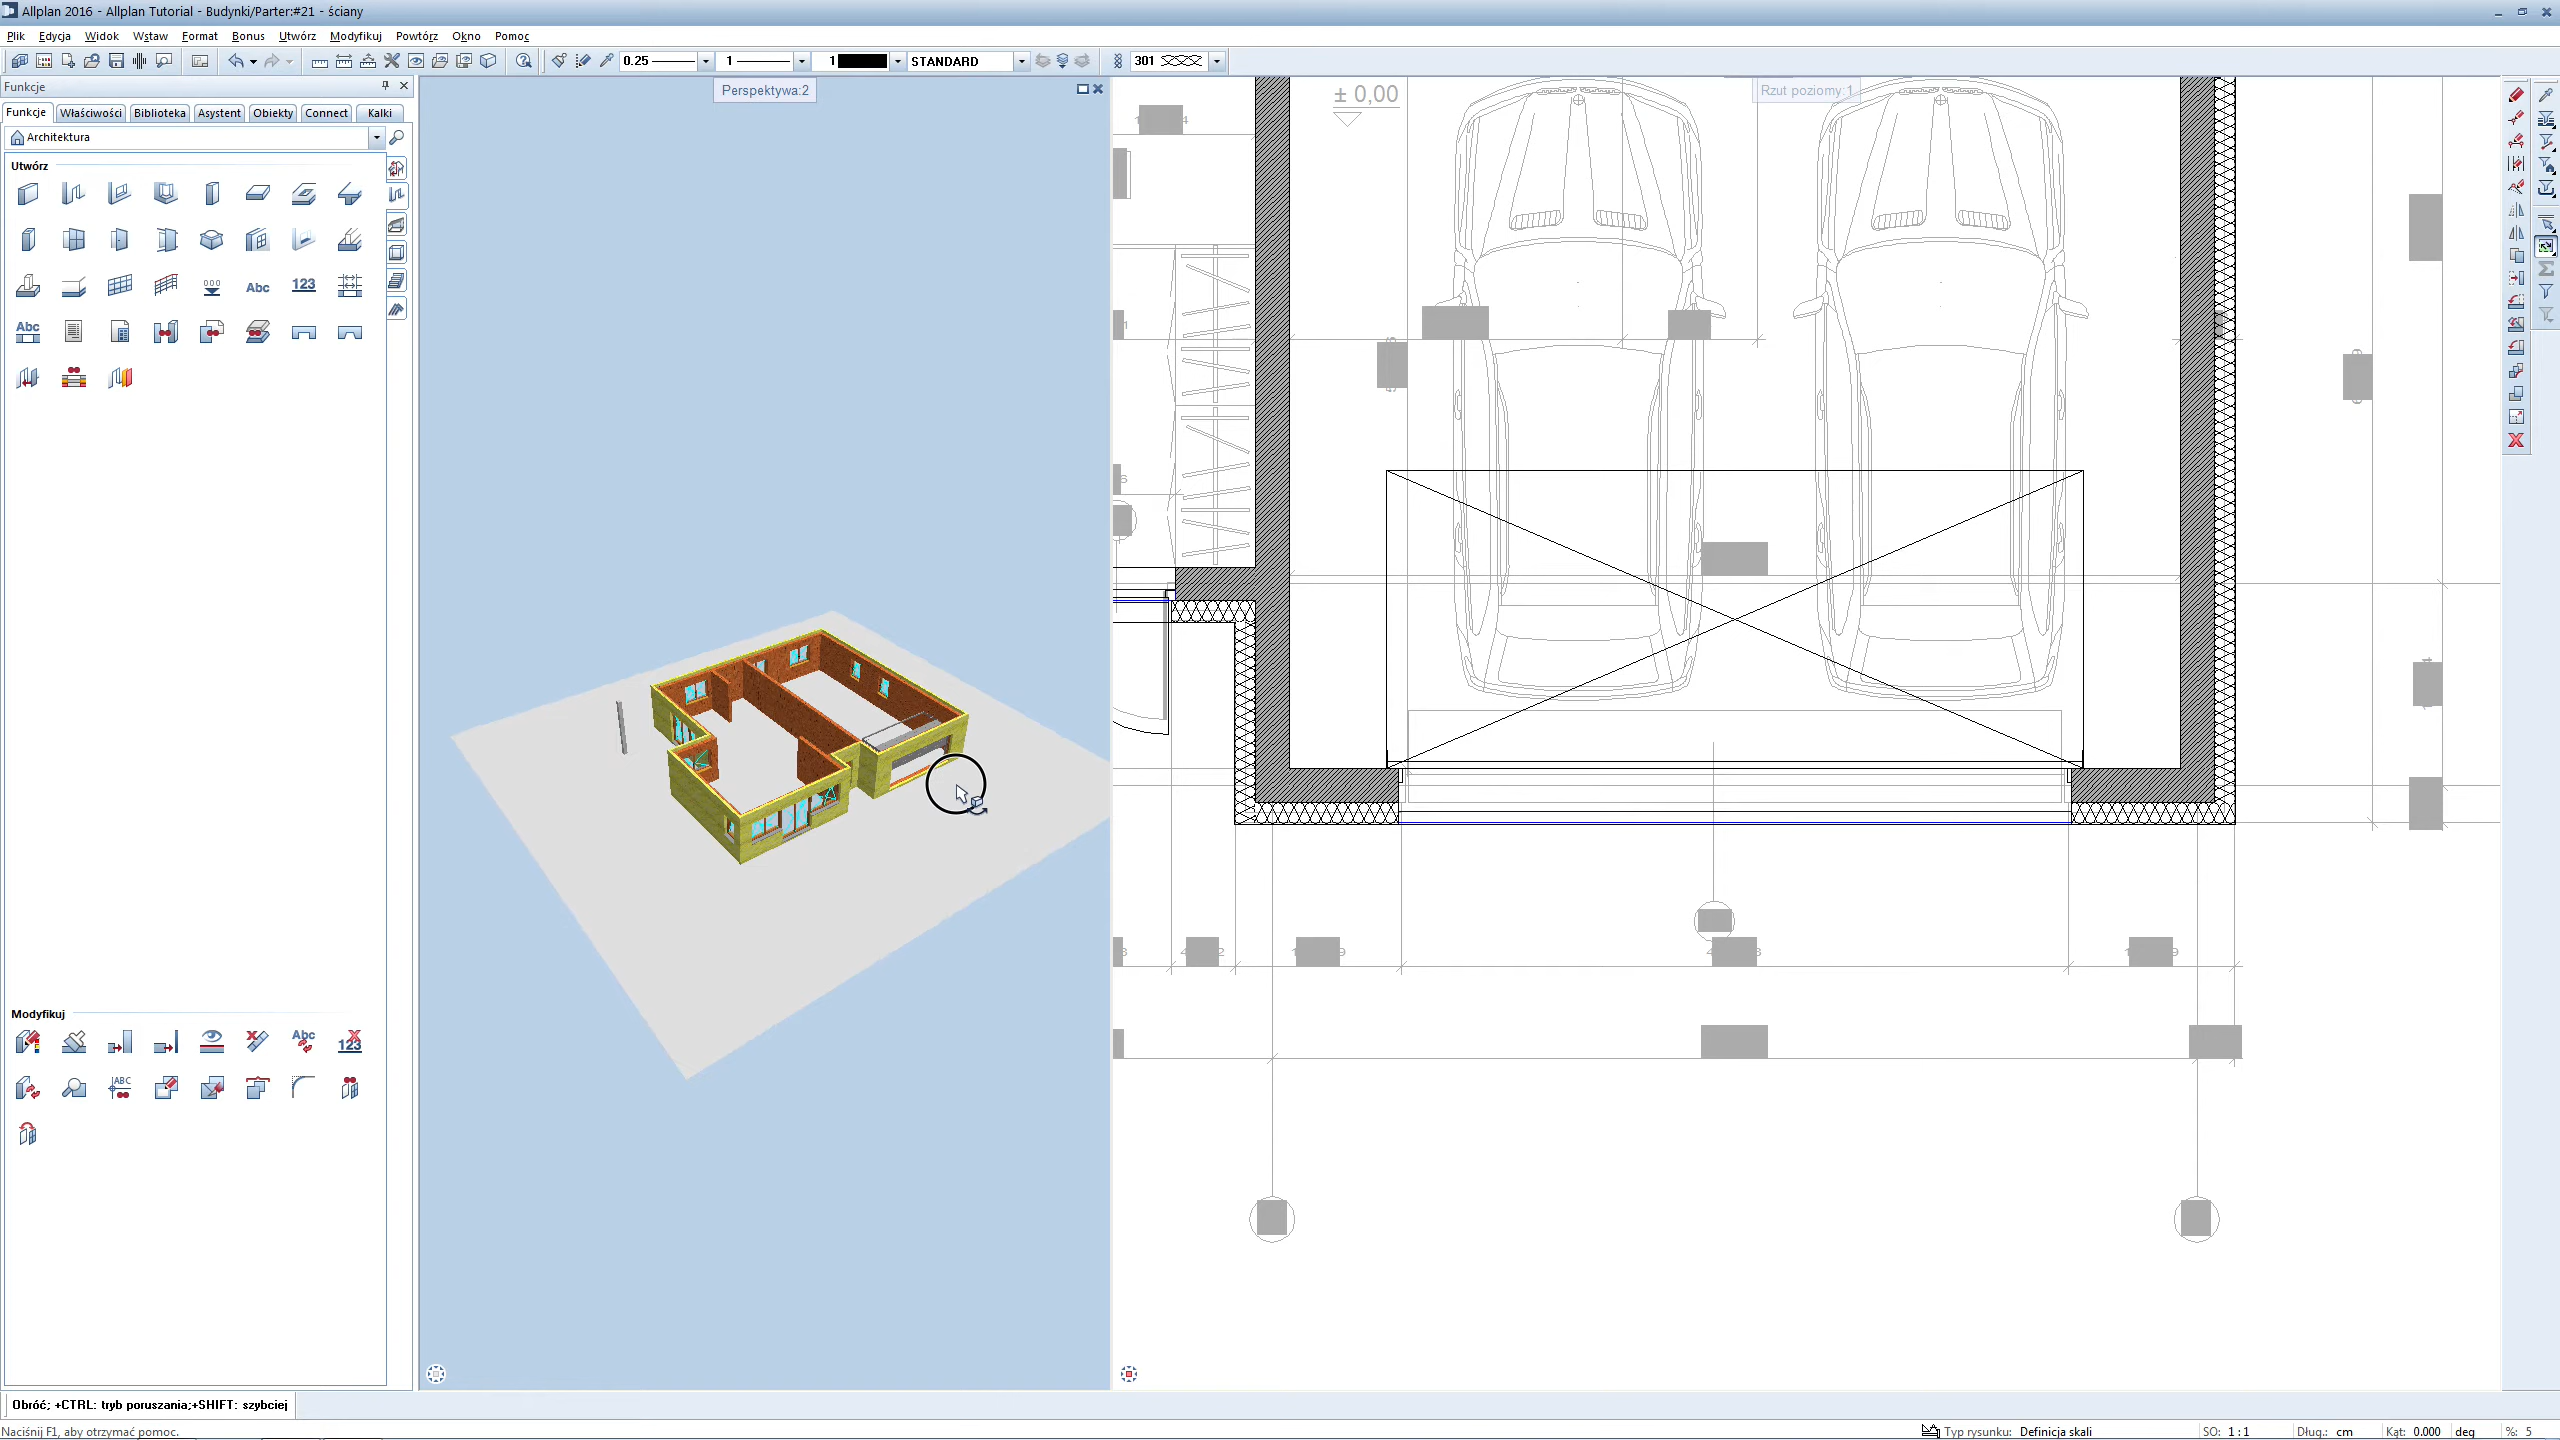 Allplan 2016 - Allplan Tutorial - Budynki/Parter:#21 - ściany
Plik Edycja Widok Wstaw Format Bonus Utwórz Modyfikuj Powtórz Okno Pomoc
0.25 1 1 STANDARD 301
Funkcje
Funkcje Właściwości Biblioteka Asystent Obiekty Connect Kalki
Architektura
Utwórz
000 Abc 123
Abc
Modyfikuj
Abc 123
ABC
Perspektywa:2
Rzut poziomy:1
± 0,00
Obróć; +CTRL: tryb poruszania;+SHIFT: szybciej
Naciśnij F1, aby otrzymać pomoc.
Typ rysunku: Definicja skali SO: 1 : 1 Dług.: cm Kąt: 0.000 deg %: 5